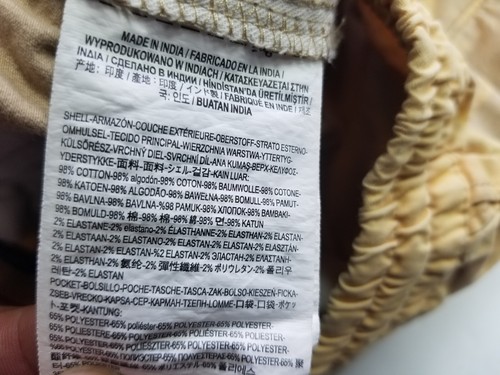 MADE IN INDIA / FABRICADO EN LA INDIA /
WYPRODUKOWANO W INDIACH / ΚΑΤΑΣΚΕΥΑΖΕΤΑΙ ΣΤΗΝ
ΙΝΔΙΑ / СДЕЛАНО В ИНДИИ / HİNDİSTAN'DA ÜRETİLMİŞTİR /
产地: 印度 / 產地: 印度 / インド製 / FABRIQUÉ EN INDE /
국: 인도 / BUATAN INDIA
SHELL-ARMAZÓN-COUCHE EXTÉRIEURE-OBERSTOFF-STRATO ESTERNO-
OMHULSEL-TECIDO PRINCIPAL-WIERZCHNIA WARSTWA-YTTERTYG-
KÜLSŐRÉSZ-VRCHNÝ DIEL-SVRCHNÍ DÍL-ANA KUMAŞ-ВЕРХ-ΚΕΛΥΦΟΣ-
YDERSTYKKE-面料-面料-シェル-겉감-KAIN LUAR:
98% COTTON-98% algodón-98% COTON-98% BAUMWOLLE-98% COTONE-
98% KATOEN-98% ALGODÃO-98% BAWEŁNA-98% BOMULL-98% PAMUT-
98% BAVLNA-98% BAVLNA-%98 PAMUK-98% ХЛОПОК-98% ΒΑΜΒΑΚΙ-
98% BOMULD-98% 棉-98% 棉-98% 綿-98% 면-98% KATUN
2% ELASTANE-2% elastano-2% ÉLASTHANNE-2% ELASTHAN-2% ELASTAN-
2% ELASTAAN-2% ELASTANO-2% ELASTAN-2% ELASTAN-2% ELASZTÁN-
2% ELASTAN-2% ELASTAN-%2 ELASTAN-2% ЭЛАСТАН-2% ΕΛΑΣΤΑΝΗ-
2% ELASTHAN-2% 氨纶-2% 彈性纖維-2% ポリウレタン-2% 폴리우
레탄-2% ELASTAN
POCKET-BOLSILLO-POCHE-TASCHE-TASCA-ZAK-BOLSO-KIESZEN-FICKA-
ZSEB-VRECKO-KAPSA-CEP-КАРМАН-ΤΣΕΠΗ-LOMME-口袋-口袋-ポケッ
ト-포켓-KANTUNG:
65% POLYESTER-65% poliéster-65% POLYESTER-65% POLYESTER-
65% POLIESTERE-65% POLYESTER-65% POLIÉSTER-65% POLIESTER-
65% POLYESTER-65% POLIÉSZTER-65% POLYESTER-65% POLYESTER-